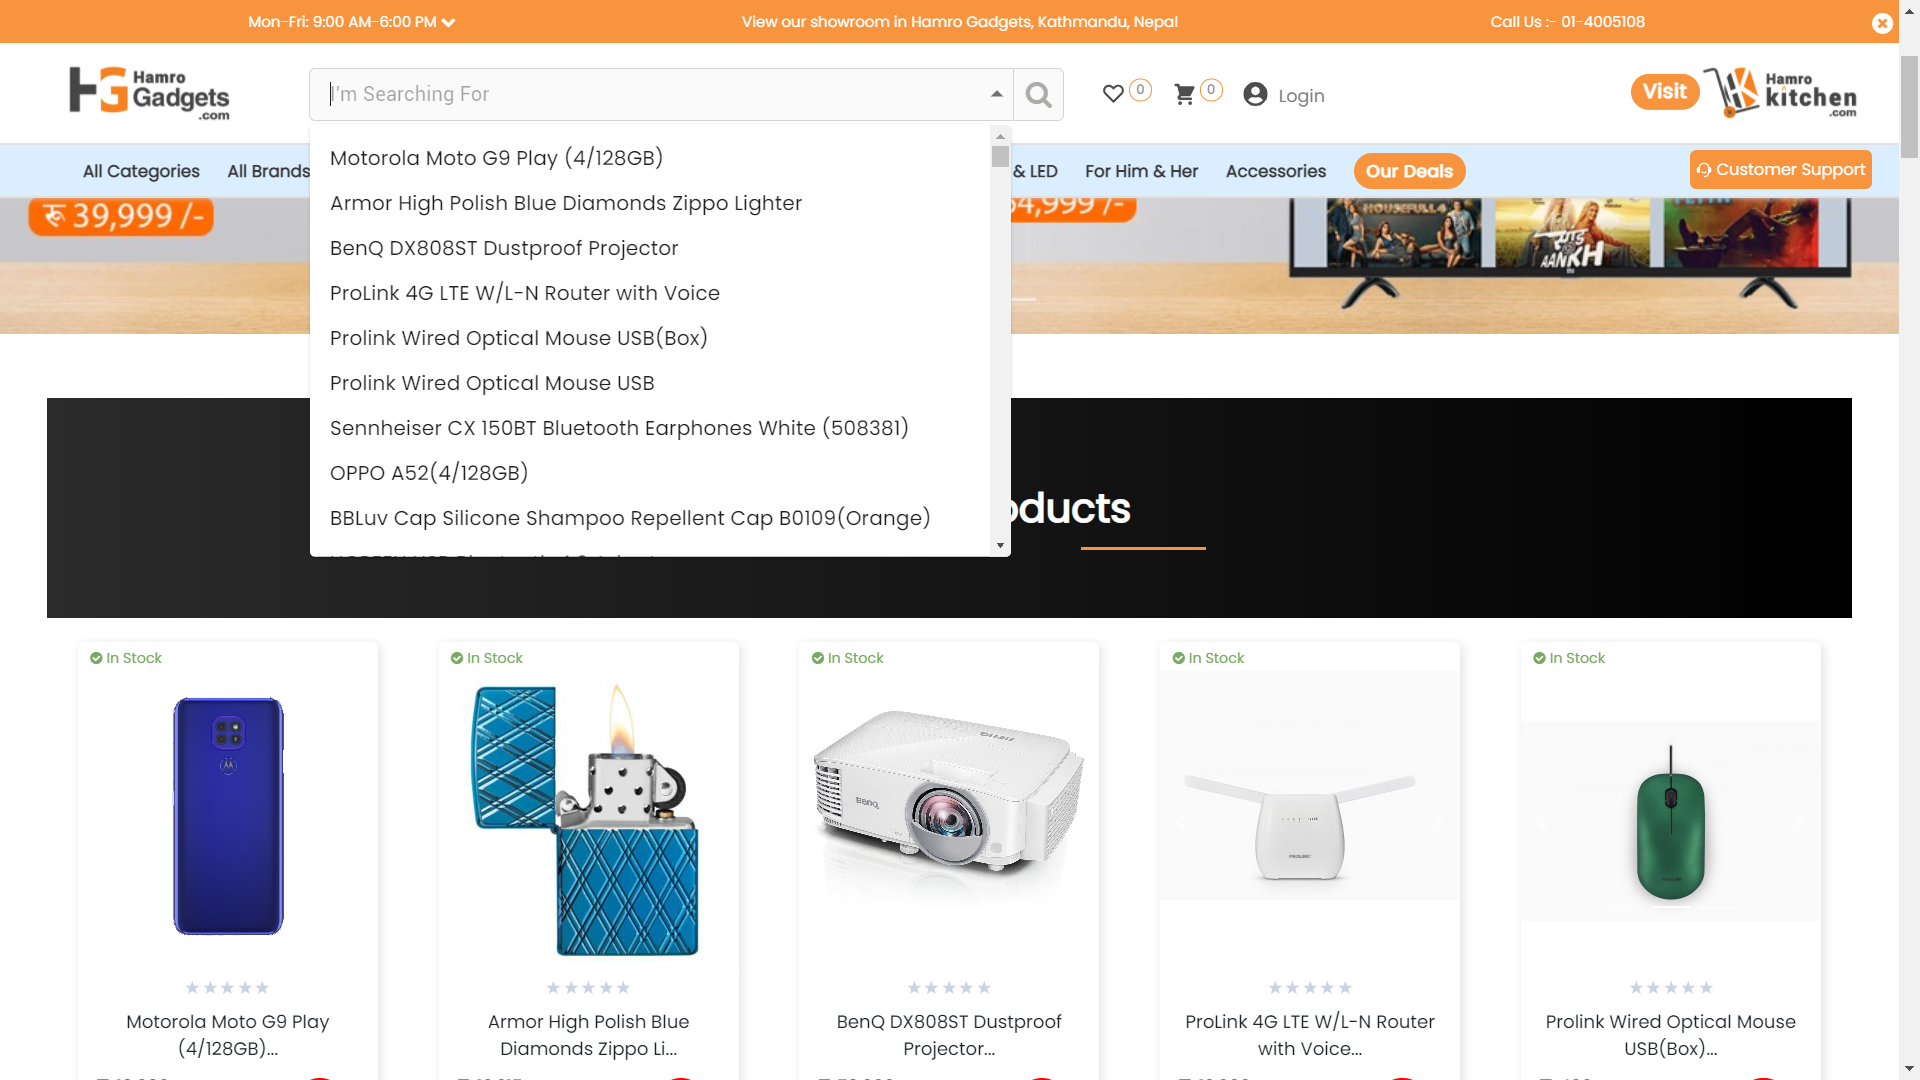 Mon-Fri: 9:00 AM-6:00 PM
View our showroom in Hamro Gadgets, Kathmandu, Nepal
Call Us :- 01-4005108
Hamro
Gadgets
.com
I'm Searching For
0
0
Login
Visit
Hamro
kitchen
.com
All Categories
All Brands
& LED
For Him & Her
Accessories
Our Deals
Customer Support
रू 39,999 /-
HOUSEFULL4
AANKH
mi
Motorola Moto G9 Play (4/128GB)
Armor High Polish Blue Diamonds Zippo Lighter
BenQ DX808ST Dustproof Projector
ProLink 4G LTE W/L-N Router with Voice
Prolink Wired Optical Mouse USB(Box)
Prolink Wired Optical Mouse USB
Sennheiser CX 150BT Bluetooth Earphones White (508381)
OPPO A52(4/128GB)
BBLuv Cap Silicone Shampoo Repellent Cap B0109(Orange)
oducts
In Stock
In Stock
In Stock
In Stock
In Stock
BenQ
PROLINK
PROLINK
Motorola Moto G9 Play
(4/128GB)...
Armor High Polish Blue
Diamonds Zippo Li...
BenQ DX808ST Dustproof
Projector...
ProLink 4G LTE W/L-N Router
with Voice...
Prolink Wired Optical Mouse
USB(Box)...